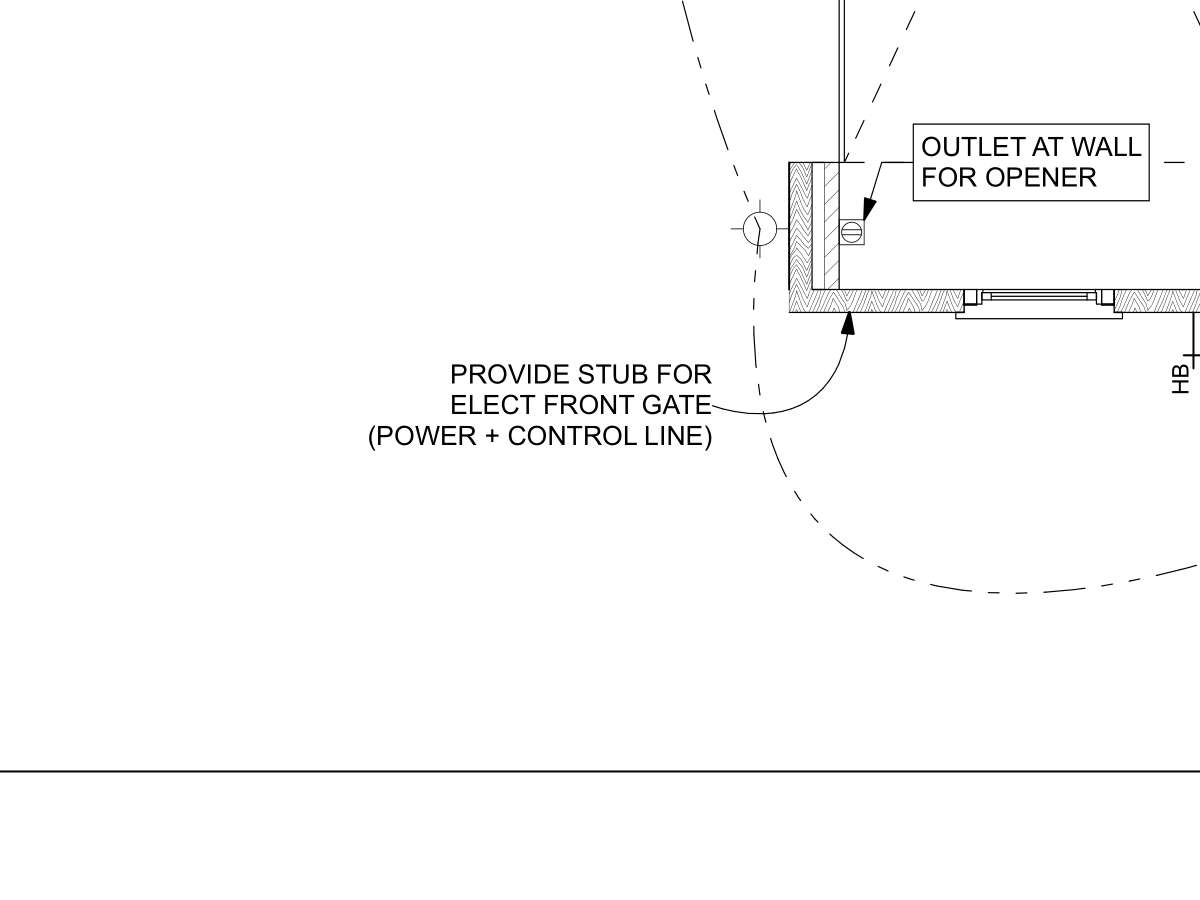 OUTLET AT WALL
FOR OPENER
PROVIDE STUB FOR
ELECT FRONT GATE
(POWER + CONTROL LINE)
HB